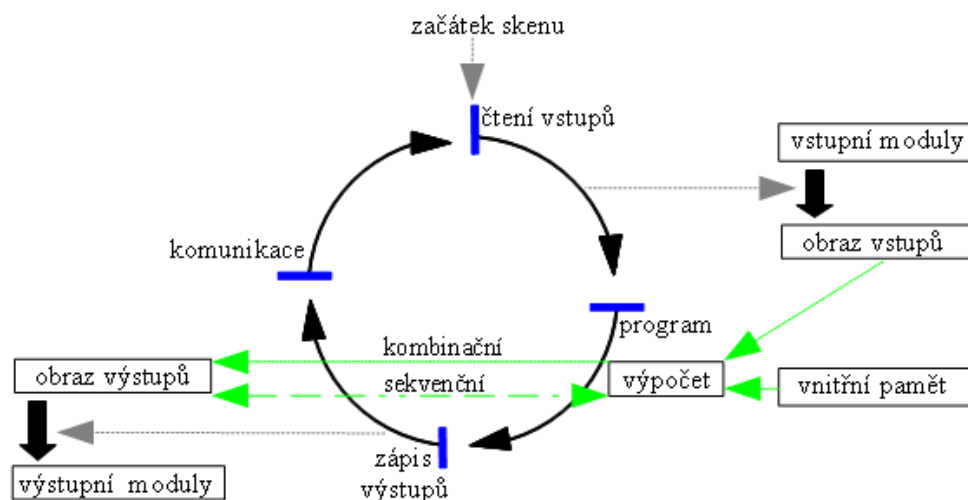 začátek skenu
čtení vstupů
vstupní moduly
obraz vstupů
komunikace
program
kombinační
obraz výstupů
sekvenční
výpočet
vnitřní pamět
zápis
výstupů
výstupní moduly